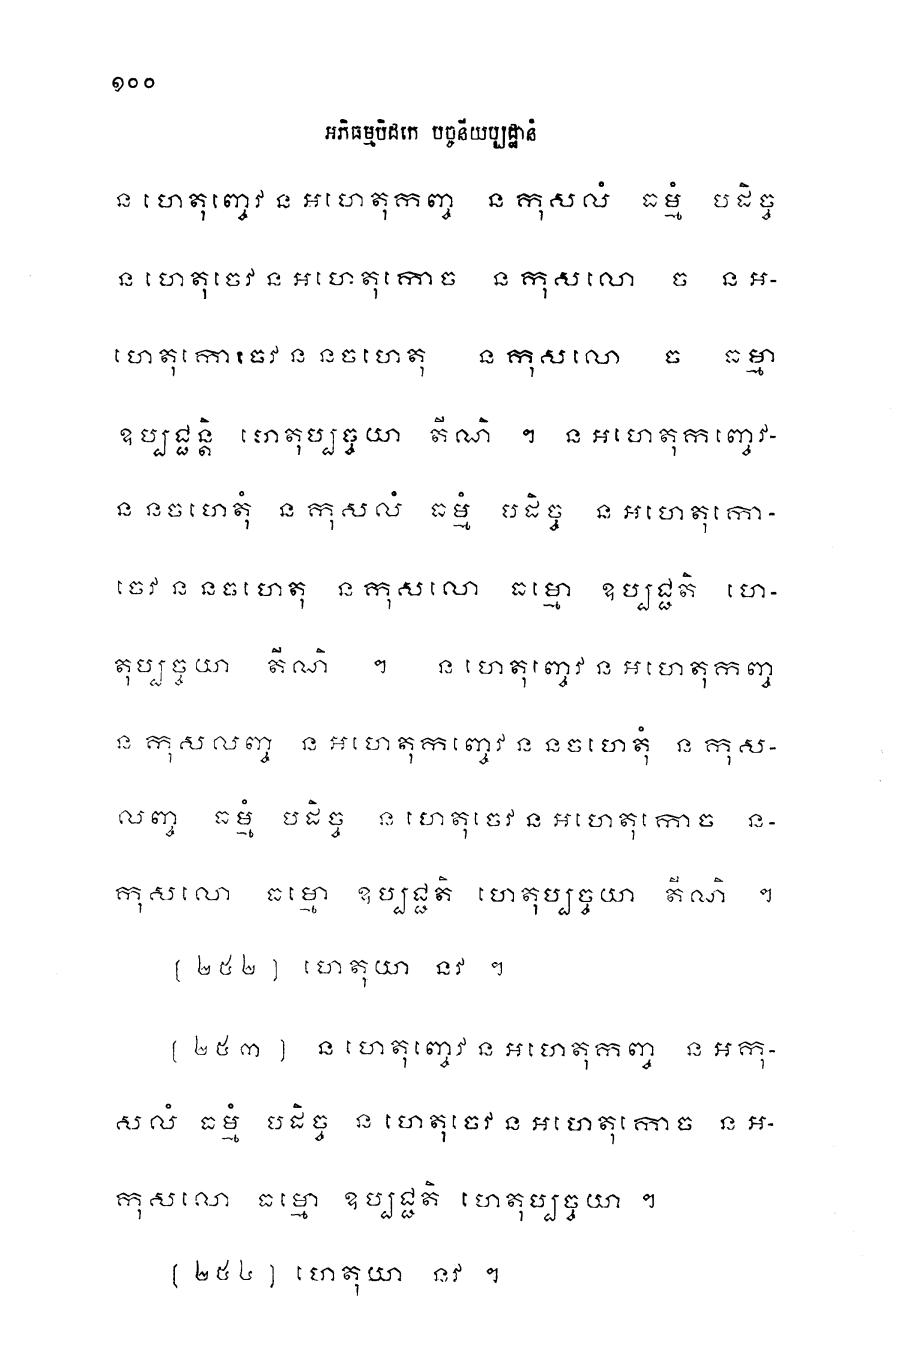 ១០០
អភិធម្មបិដកេ បច្ចនីយប្បដ្ឋានំ
ន ហេតុញ្ចេវ ន អហេតុកញ្ច ន កុសលំ ធម្មំ បដិច្ច
ន ហេតុចេវ ន អហេតុកោ ច ន កុសលោ ច ន អ-
ហេតុកោ ចេវ ន នចហេតុ ន កុសលោ ច ធម្មា
ឧប្បជ្ជន្តិ ហេតុប្បច្ចយា តីណិ ។ ន អហេតុកញ្ចេវ-
ន នចហេតុំ ន កុសលំ ធម្មំ បដិច្ច ន អហេតុកោ-
ចេវ ន នចហេតុ ន កុសលោ ធម្មោ ឧប្បជ្ជតិ ហេ-
តុប្បច្ចយា តីណិ ។ ន ហេតុញ្ចេវ ន អហេតុកញ្ច
ន កុសលញ្ច ន អហេតុកញ្ចេវ ន នចហេតុំ ន កុស-
លញ្ច ធម្មំ បដិច្ច ន ហេតុចេវ ន អហេតុកោ ច ន-
កុសលោ ធម្មោ ឧប្បជ្ជតិ ហេតុប្បច្ចយា តីណិ ។
[ ២៥២ ] ហេតុយា នវ ។
[ ២៥៣ ] ន ហេតុញ្ចេវ ន អហេតុកញ្ច ន អកុ-
សលំ ធម្មំ បដិច្ច ន ហេតុចេវ ន អហេតុកោ ច ន អ-
កុសលោ ធម្មោ ឧប្បជ្ជតិ ហេតុប្បច្ចយា ។
[ ២៥៤ ] ហេតុយា នវ ។